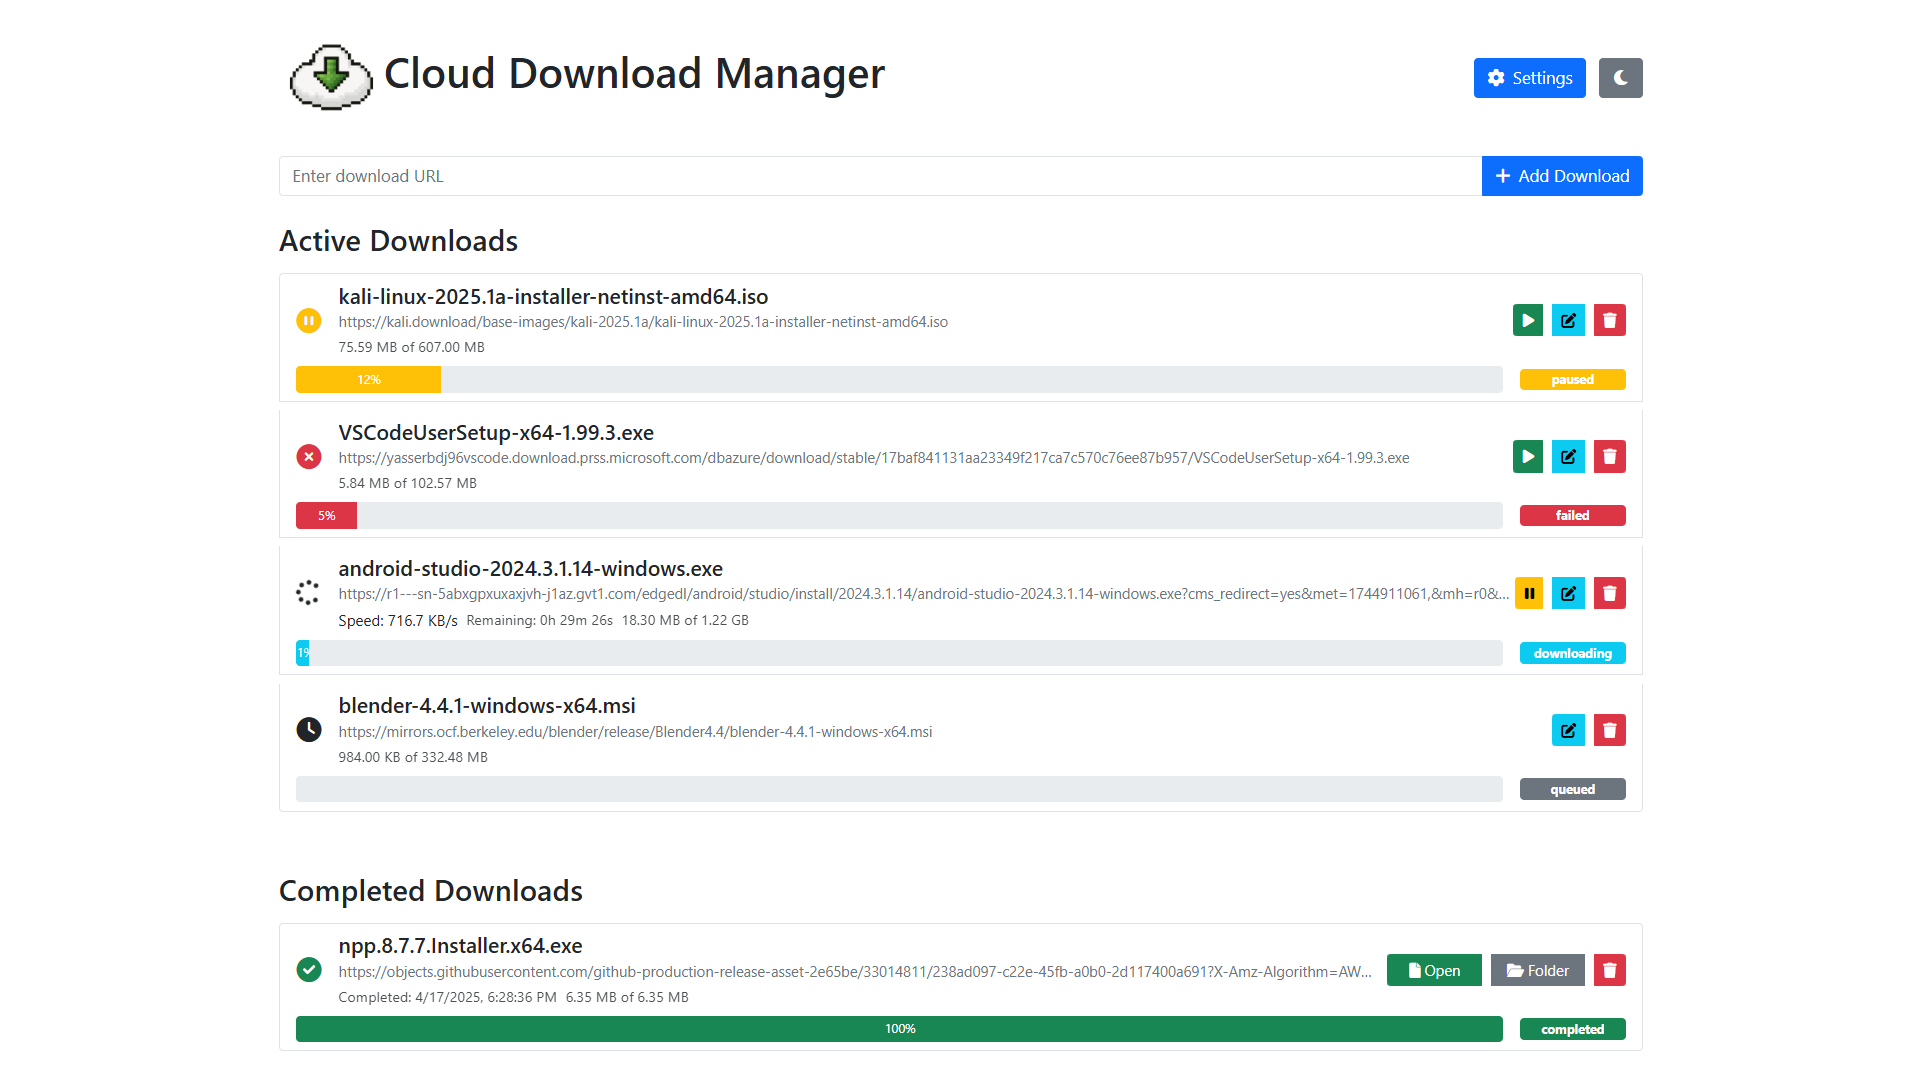 Cloud Download Manager
Settings
Enter download URL
Add Download
Active Downloads
kali-linux-2025.1a-installer-netinst-amd64.iso
https://kali.download/base-images/kali-2025.1a/kali-linux-2025.1a-installer-netinst-amd64.iso
75.59 MB of 607.00 MB
12%
paused
VSCodeUserSetup-x64-1.99.3.exe
https://yasserbdj96vscode.download.prss.microsoft.com/dbazure/download/stable/17baf841131aa23349f217ca7c570c76ee87b957/VSCodeUserSetup-x64-1.99.3.exe
5.84 MB of 102.57 MB
5%
failed
android-studio-2024.3.1.14-windows.exe
https://r1---sn-5abxgpxuxaxjvh-j1az.gvt1.com/edgedl/android/studio/install/2024.3.1.14/android-studio-2024.3.1.14-windows.exe?cms_redirect=yes&met=1744911061,&mh=r0&...
Speed: 716.7 KB/s Remaining: 0h 29m 26s 18.30 MB of 1.22 GB
1%
downloading
blender-4.4.1-windows-x64.msi
https://mirrors.ocf.berkeley.edu/blender/release/Blender4.4/blender-4.4.1-windows-x64.msi
984.00 KB of 332.48 MB
queued
Completed Downloads
npp.8.7.7.Installer.x64.exe
https://objects.githubusercontent.com/github-production-release-asset-2e65be/33014811/238ad097-c22e-45fb-a0b0-2d117400a691?X-Amz-Algorithm=AW...
Open
Folder
Completed: 4/17/2025, 6:28:36 PM 6.35 MB of 6.35 MB
100%
completed